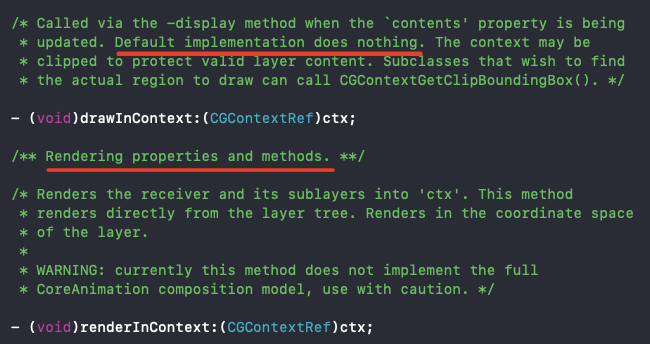 /* Called via the -display method when the `contents' property is being
 * updated. Default implementation does nothing. The context may be
 * clipped to protect valid layer content. Subclasses that wish to find
 * the actual region to draw can call CGContextGetClipBoundingBox(). */
- (void)drawInContext:(CGContextRef)ctx;
/** Rendering properties and methods. **/
/* Renders the receiver and its sublayers into 'ctx'. This method
 * renders directly from the layer tree. Renders in the coordinate space
 * of the layer.
 *
 * WARNING: currently this method does not implement the full
 * CoreAnimation composition model, use with caution. */
- (void)renderInContext:(CGContextRef)ctx;